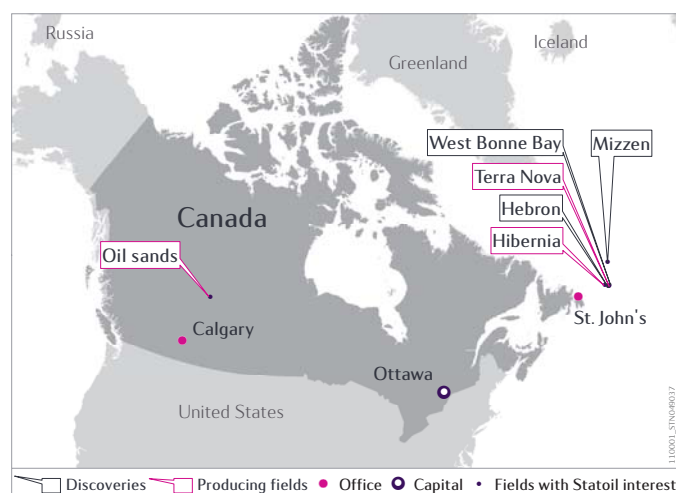 Russia
Iceland
Greenland
West Bonne Bay
Mizzen
Terra Nova
Hebron
Canada
Hibernia
Oil sands
St. John's
Calgary
Ottawa
United States
110001_STN049037
Discoveries
Producing fields
Office
Capital
Fields with Statoil interest